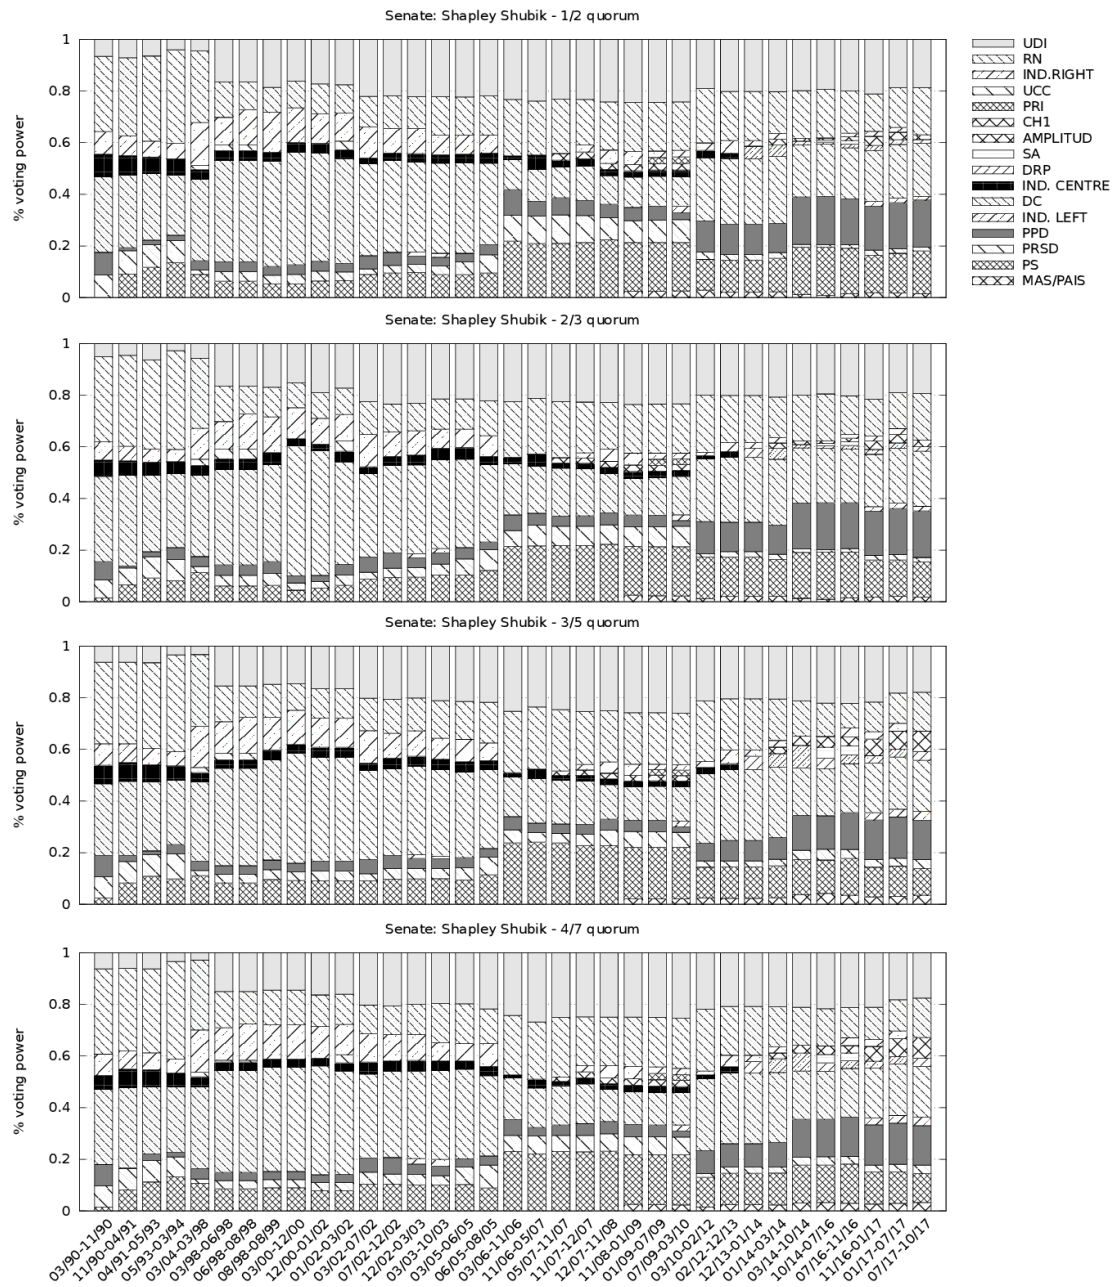 Senate: Shapley Shubik - 1/2 quorum
1
0.8
0.6
0.4
0.2
0
% voting power
UDI
RN
IND.RIGHT
UCC
PRI
CH1
AMPLITUD
SA
DRP
IND. CENTRE
DC
IND. LEFT
PPD
PRSD
PS
MAS/PAIS
Senate: Shapley Shubik - 2/3 quorum
1
0.8
0.6
0.4
0.2
0
% voting power
Senate: Shapley Shubik - 3/5 quorum
1
0.8
0.6
0.4
0.2
0
% voting power
Senate: Shapley Shubik - 4/7 quorum
1
0.8
0.6
0.4
0.2
0
% voting power
03/90-11/90
11/90-04/91
04/91-05/93
05/93-03/94
03/94-03/98
03/98-06/98
06/98-08/98
08/98-08/99
08/99-12/00
12/00-01/02
01/02-03/02
03/02-07/02
07/02-12/02
12/02-03/03
03/03-10/03
10/03-06/05
06/05-08/05
08/05-03/06
03/06-11/06
11/06-05/07
05/07-11/07
11/07-12/07
12/07-11/08
11/08-01/09
01/09-07/09
07/09-03/10
03/10-02/12
02/12-12/13
12/13-01/14
01/14-03/14
03/14-10/14
10/14-07/16
07/16-11/16
11/16-01/17
01/17-07/17
07/17-10/17